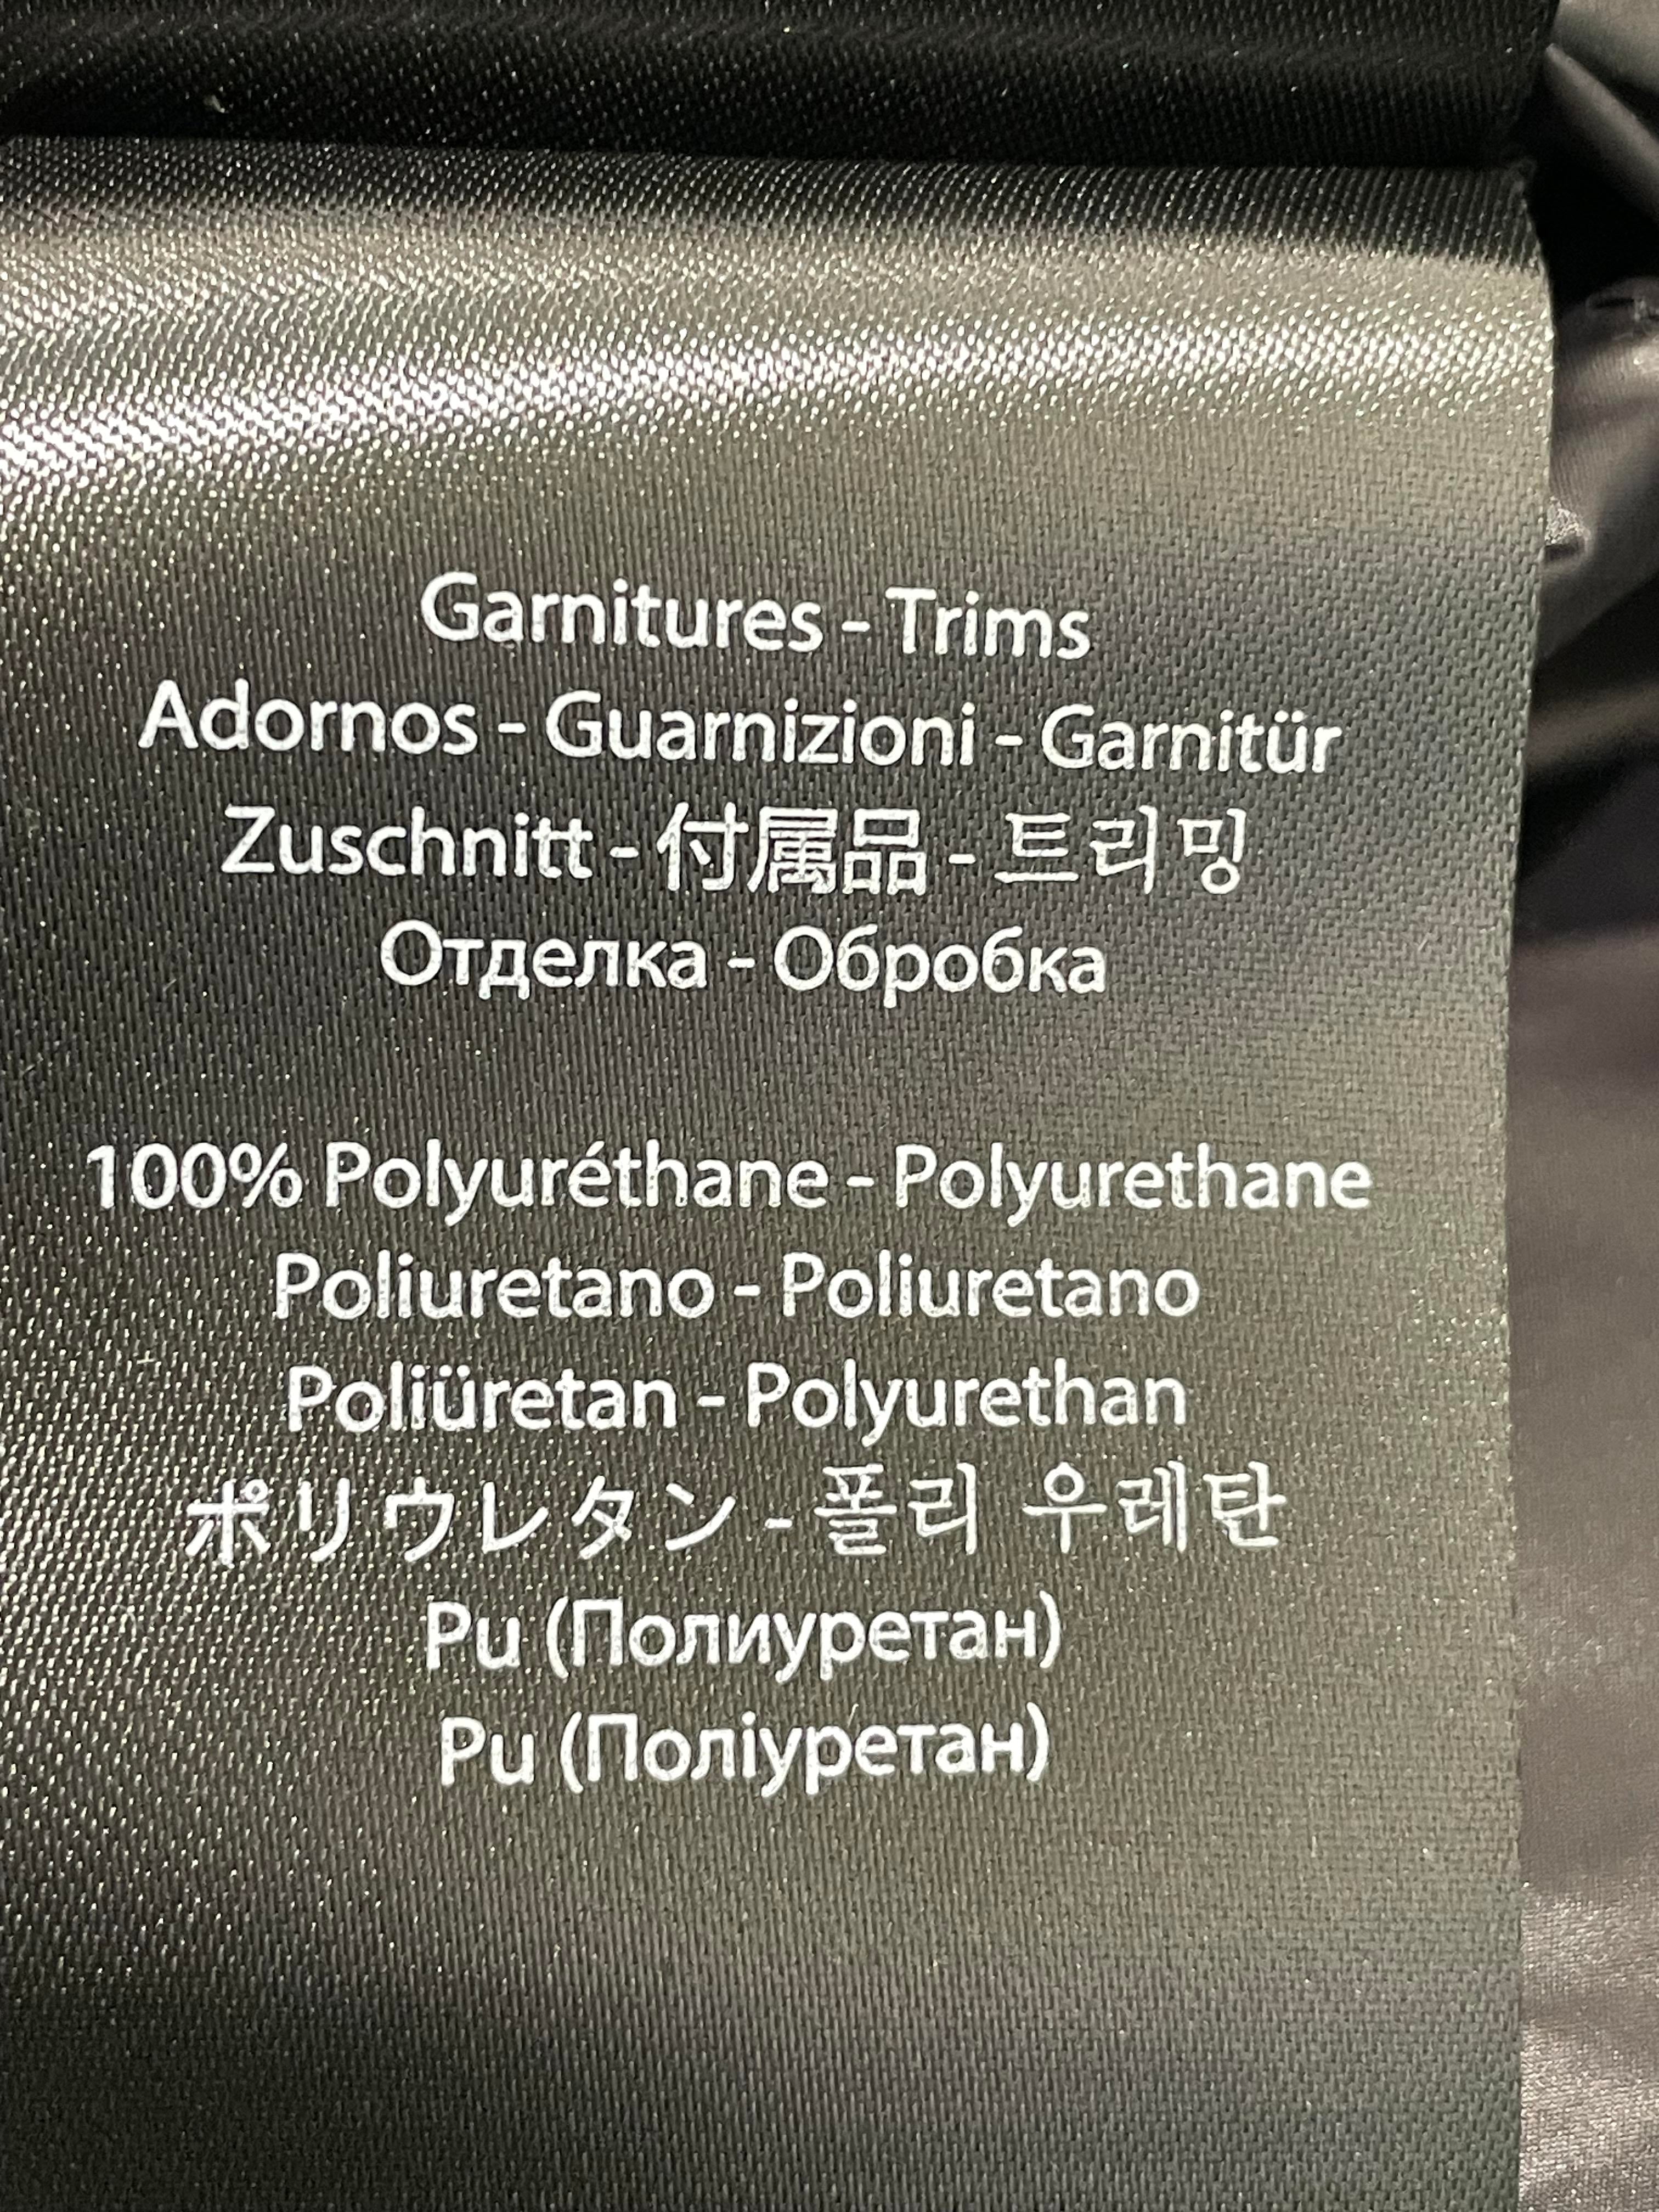 Garnitures - Trims
Adornos - Guarnizioni - Garnitür
Zuschnitt - 付属品 - 트리밍
Отделка - Обробка
100% Polyuréthane - Polyurethane
Poliuretano - Poliuretano
Poliüretan - Polyurethan
ポリウレタン - 폴리 우레탄
Pu (Полиуретан)
Pu (Поліуретан)